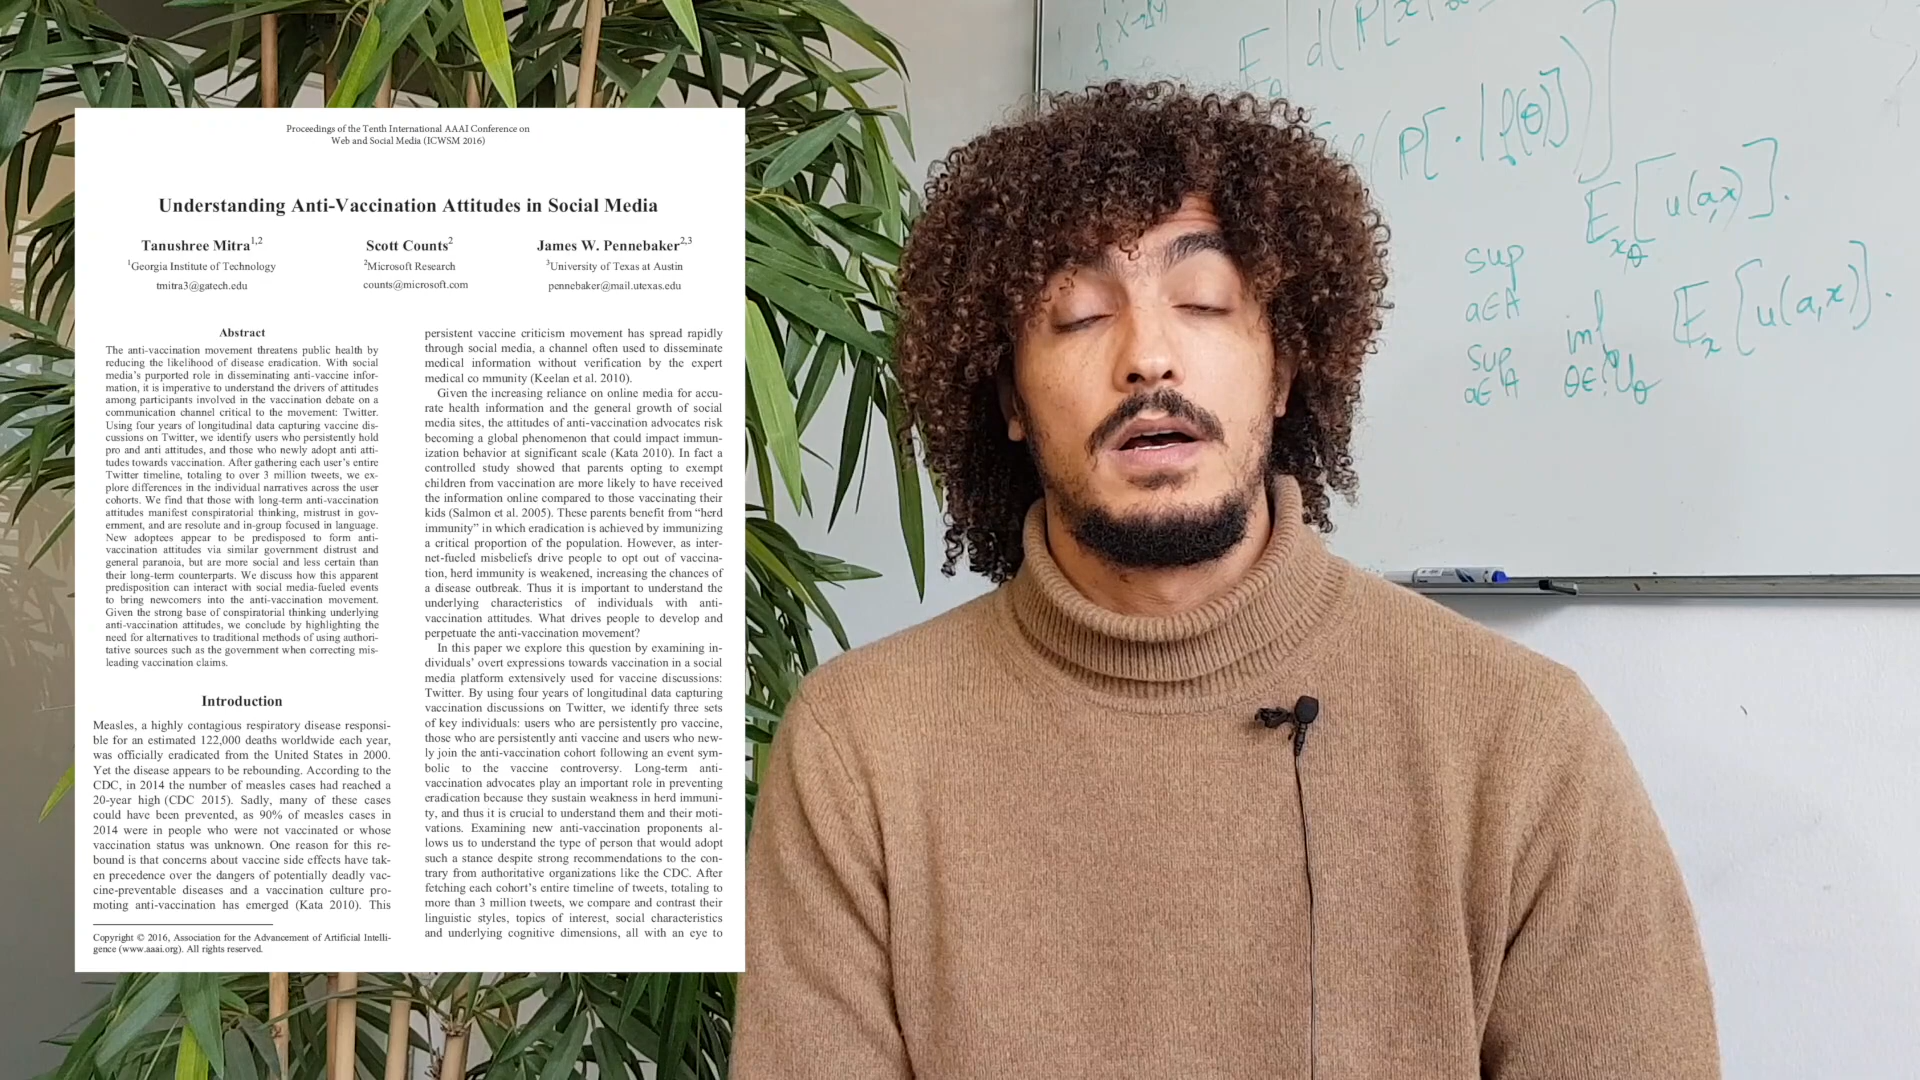 Proceedings of the Tenth International AAAI Conference on
Web and Social Media (ICWSM 2016)
Understanding Anti-Vaccination Attitudes in Social Media
Tanushree Mitra1,2
Scott Counts2
James W. Pennebaker2,3
1Georgia Institute of Technology
2Microsoft Research
3University of Texas at Austin
tmitra3@gatech.edu
counts@microsoft.com
pennebaker@mail.utexas.edu
Abstract
The anti-vaccination movement threatens public health by
reducing the likelihood of disease eradication. With social
media's purported role in disseminating anti-vaccine infor-
mation, it is imperative to understand the drivers of attitudes
among participants involved in the vaccination debate on a
communication channel critical to the movement: Twitter.
Using four years of longitudinal data capturing vaccine dis-
cussions on Twitter, we identify users who persistently hold
pro and anti attitudes, and those who newly adopt anti atti-
tudes towards vaccination. After gathering each user's entire
Twitter timeline, totaling to over 3 million tweets, we ex-
plore differences in the individual narratives across the user
cohorts. We find that those with long-term anti-vaccination
attitudes manifest conspiratorial thinking, mistrust in gov-
ernment, and are resolute and in-group focused in language.
New adoptees appear to be predisposed to form anti-
vaccination attitudes via similar government distrust and
general paranoia, but are more social and less certain than
their long-term counterparts. We discuss how this apparent
predisposition can interact with social media-fueled events
to bring newcomers into the anti-vaccination movement.
Given the strong base of conspiratorial thinking underlying
anti-vaccination attitudes, we conclude by highlighting the
need for alternatives to traditional methods of using authori-
tative sources such as the government when correcting mis-
leading vaccination claims.
Introduction
Measles, a highly contagious respiratory disease responsi-
ble for an estimated 122,000 deaths worldwide each year,
was officially eradicated from the United States in 2000.
Yet the disease appears to be rebounding. According to the
CDC, in 2014 the number of measles cases had reached a
20-year high (CDC 2015). Sadly, many of these cases
could have been prevented, as 90% of measles cases in
2014 were in people who were not vaccinated or whose
vaccination status was unknown. One reason for this re-
bound is that concerns about vaccine side effects have tak-
en precedence over the dangers of potentially deadly vac-
cine-preventable diseases and a vaccination culture pro-
moting anti-vaccination has emerged (Kata 2010). This
Copyright © 2016, Association for the Advancement of Artificial Intelli-
gence (www.aaai.org). All rights reserved.
persistent vaccine criticism movement has spread rapidly
through social media, a channel often used to disseminate
medical information without verification by the expert
medical co mmunity (Keelan et al. 2010).
Given the increasing reliance on online media for accu-
rate health information and the general growth of social
media sites, the attitudes of anti-vaccination advocates risk
becoming a global phenomenon that could impact immun-
ization behavior at significant scale (Kata 2010). In fact a
controlled study showed that parents opting to exempt
children from vaccination are more likely to have received
the information online compared to those vaccinating their
kids (Salmon et al. 2005). These parents benefit from “herd
immunity” in which eradication is achieved by immunizing
a critical proportion of the population. However, as inter-
net-fueled misbeliefs drive people to opt out of vaccina-
tion, herd immunity is weakened, increasing the chances of
a disease outbreak. Thus it is important to understand the
underlying characteristics of individuals with anti-
vaccination attitudes. What drives people to develop and
perpetuate the anti-vaccination movement?
In this paper we explore this question by examining in-
dividuals' overt expressions towards vaccination in a social
media platform extensively used for vaccine discussions:
Twitter. By using four years of longitudinal data capturing
vaccination discussions on Twitter, we identify three sets
of key individuals: users who are persistently pro vaccine,
those who are persistently anti vaccine and users who new-
ly join the anti-vaccination cohort following an event sym-
bolic to the vaccine controversy. Long-term anti-
vaccination advocates play an important role in preventing
eradication because they sustain weakness in herd immuni-
ty, and thus it is crucial to understand them and their moti-
vations. Examining new anti-vaccination proponents al-
lows us to understand the type of person that would adopt
such a stance despite strong recommendations to the con-
trary from authoritative organizations like the CDC. After
fetching each cohort's entire timeline of tweets, totaling to
more than 3 million tweets, we compare and contrast their
linguistic styles, topics of interest, social characteristics
and underlying cognitive dimensions, all with an eye to
(P[·|f(θ)])
E x,θ [u(a,x)].
sup a∈A
sup a∈A inf θ∈ E x [u(a,x)].